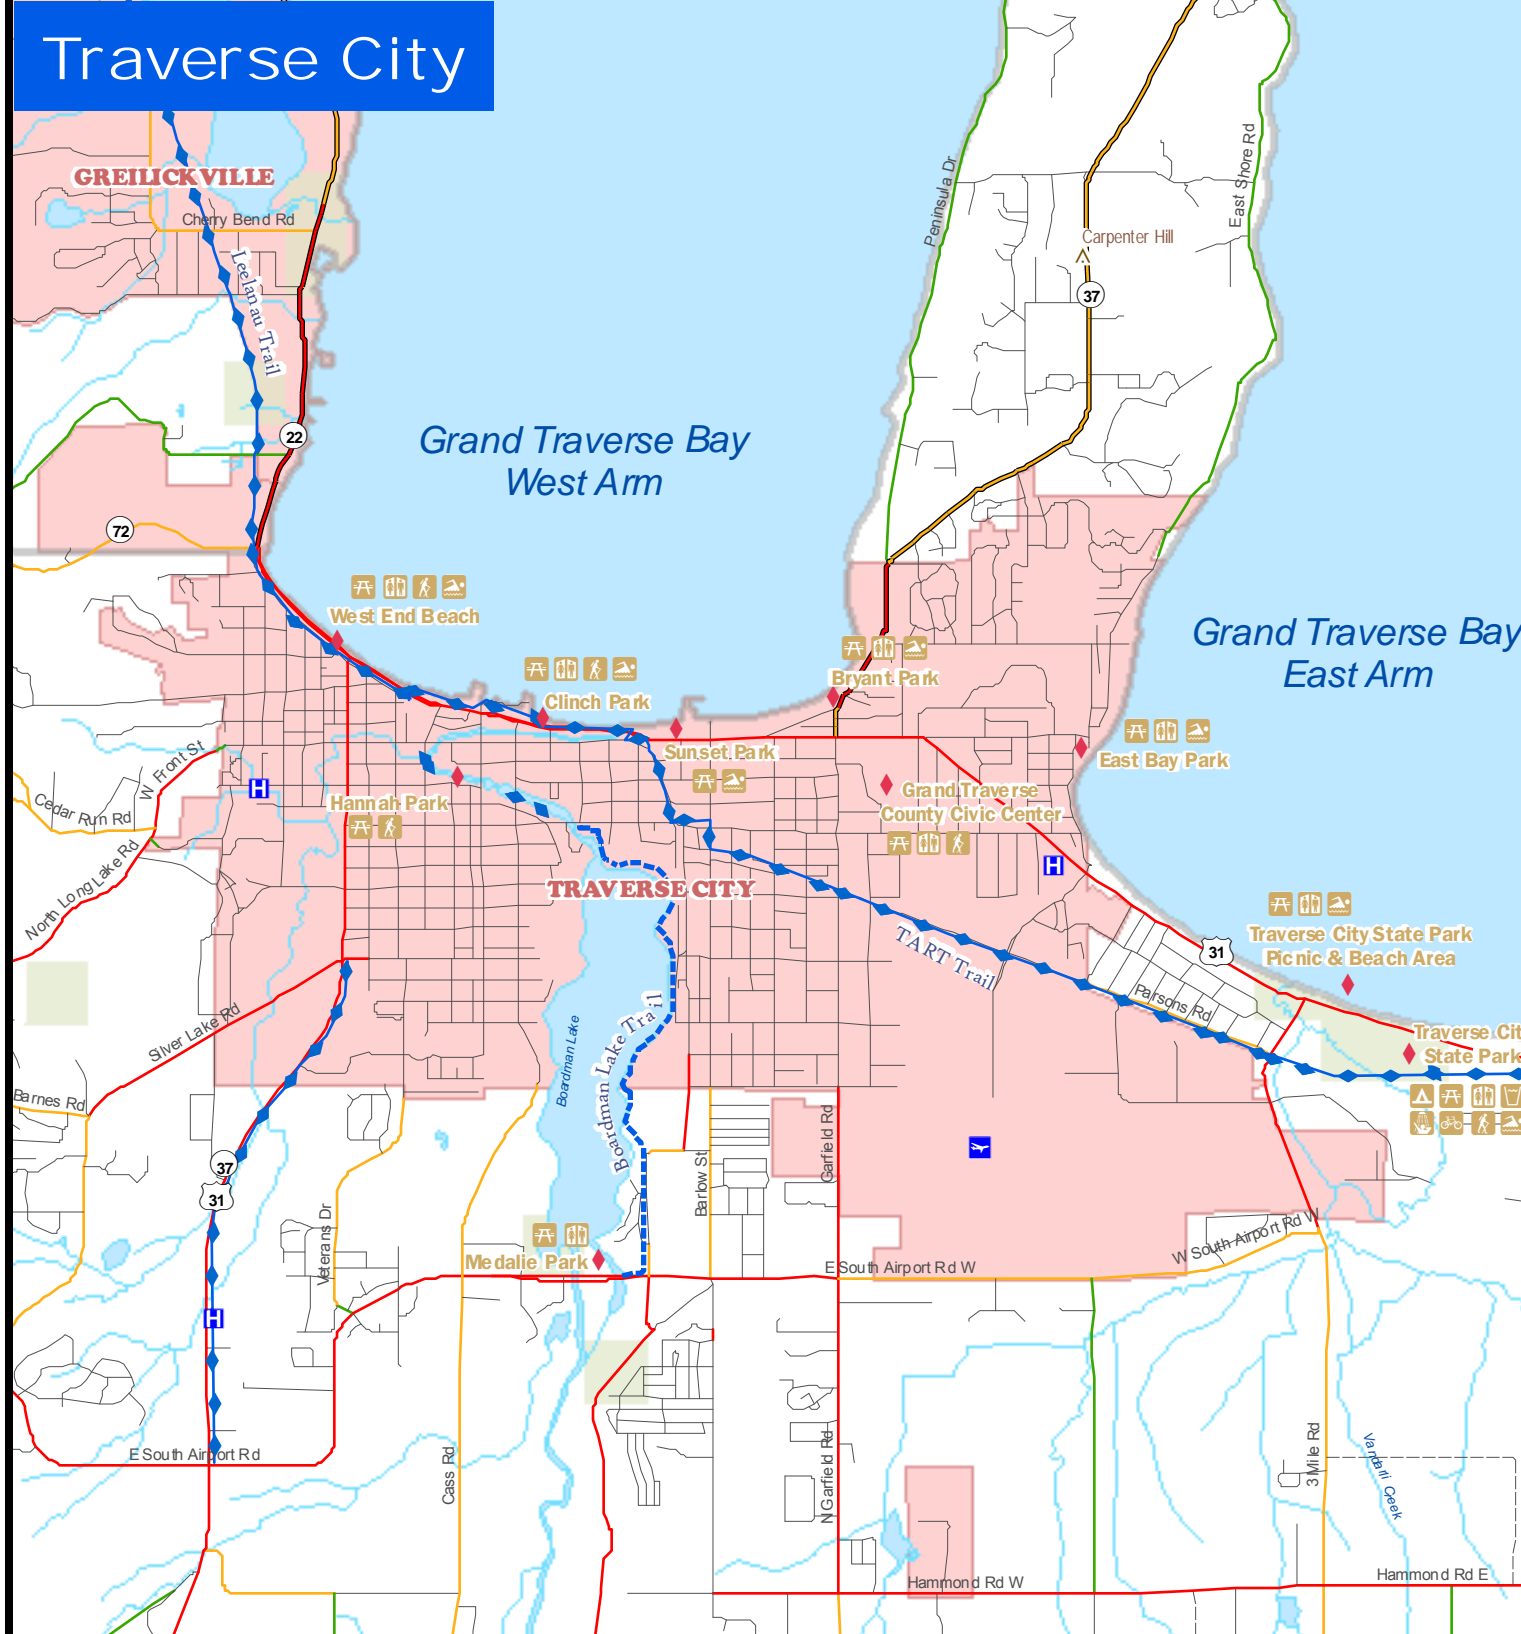 Traverse City
GREILICKVILLE
Cherry Bend Rd
Leelanau Trail
Peninsula Dr
East Shore Rd
Carpenter Hill
37
22
Grand Traverse Bay
West Arm
72
West End Beach
Grand Traverse Bay
East Arm
Bryant Park
Clinch Park
Sunset Park
East Bay Park
W Front St
H
Hannah Park
Grand Traverse
County Civic Center
Cedar Run Rd
North Long Lake Rd
H
TRAVERSE CITY
TART Trail
31
Traverse City State Park
Picnic & Beach Area
Parsons Rd
Silver Lake Rd
Boardman Lake
Boardman Lake Trail
Traverse Cit
State Park
Barnes Rd
Garfield Rd
Barlow St
37
31
Veterans Dr
Medalie Park
E South Airport Rd W
W South Airport Rd W
H
E South Airport Rd
Cass Rd
N Garfield Rd
3 Mile Rd
Hammond Rd W
Hammond Rd E